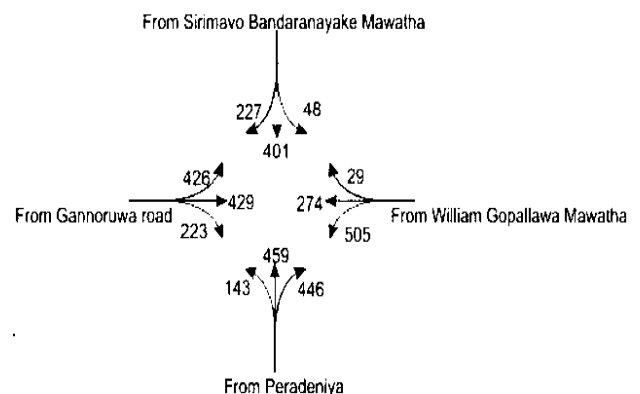 From Sirimavo Bandaranayake Mawatha
227 48
401
426 29
From Gannoruwa road 429 274 From William Gopallawa Mawatha
223 505
459
143 446
From Peradeniya